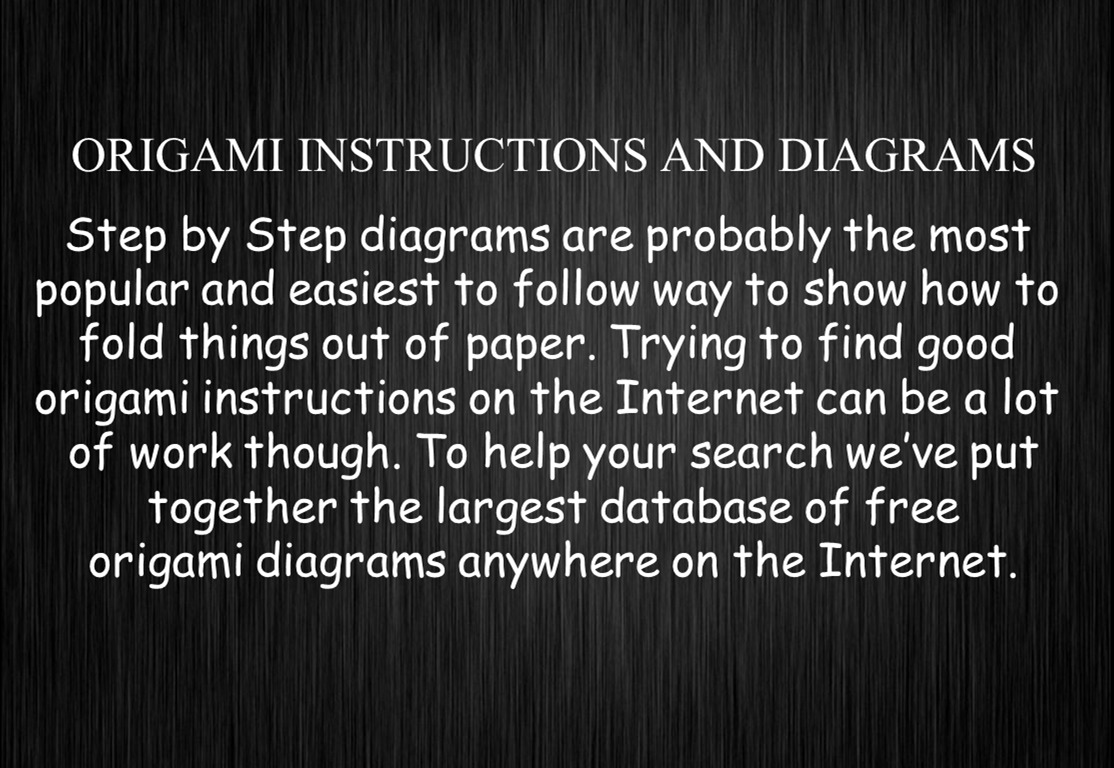 ORIGAMI INSTRUCTIONS AND DIAGRAMS
Step by Step diagrams are probably the most
popular and easiest to follow way to show how to
fold things out of paper. Trying to find good
origami instructions on the Internet can be a lot
of work though. To help your search we’ve put
together the largest database of free
origami diagrams anywhere on the Internet.